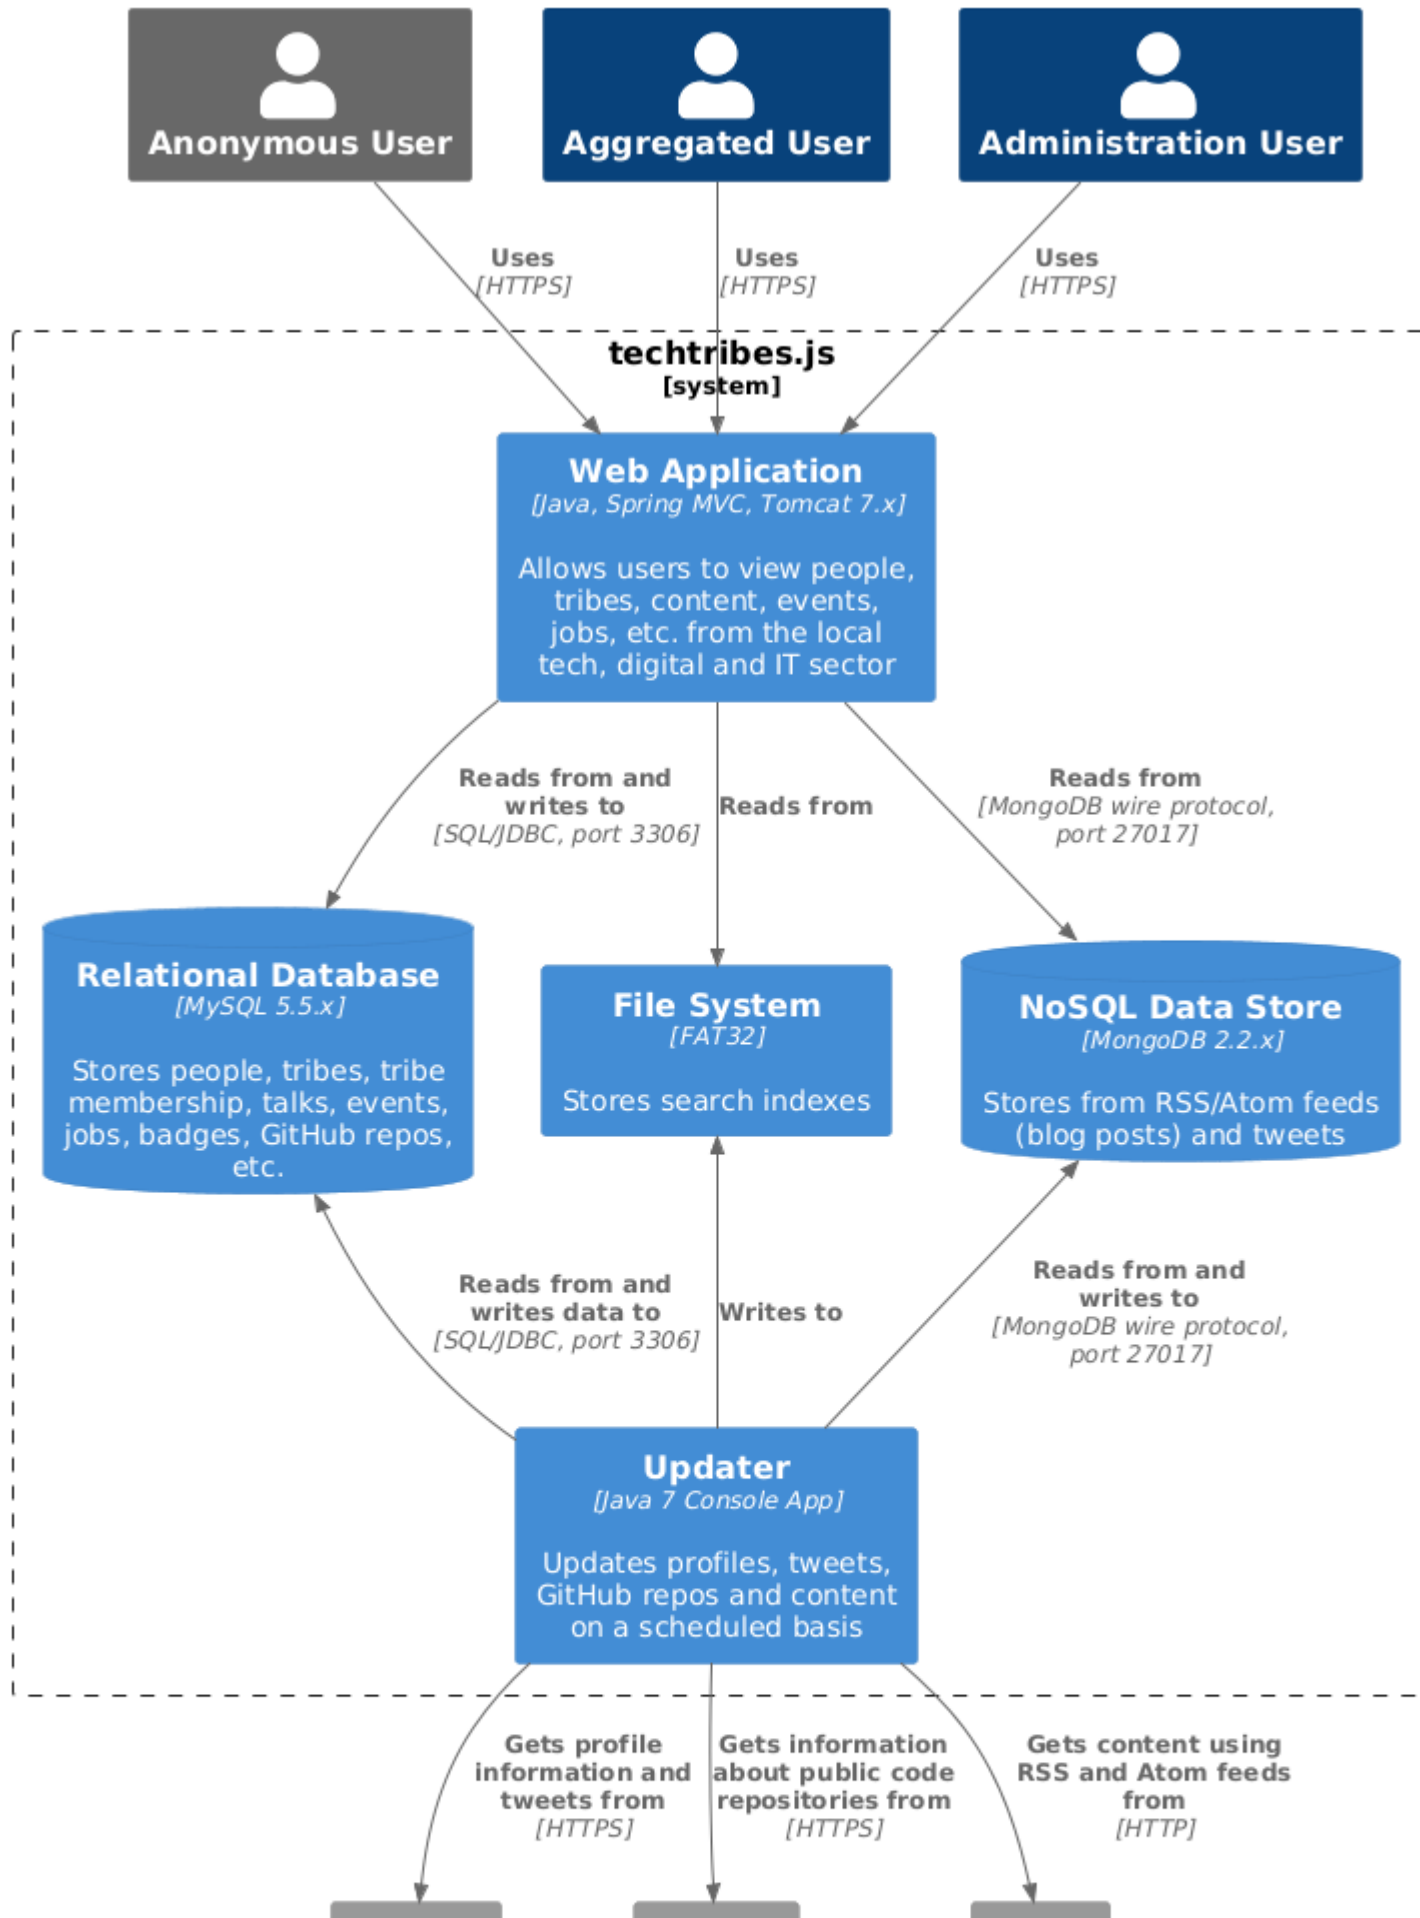 Anonymous User
Aggregated User
Administration User
Uses
[HTTPS]
Uses
[HTTPS]
Uses
[HTTPS]
techtribes.js
[system]
Web Application
[Java, Spring MVC, Tomcat 7.x]
Allows users to view people,
tribes, content, events,
jobs, etc. from the local
tech, digital and IT sector
Reads from and
writes to
[SQL/JDBC, port 3306]
Reads from
Reads from
[MongoDB wire protocol,
port 27017]
Relational Database
[MySQL 5.5.x]
Stores people, tribes, tribe
membership, talks, events,
jobs, badges, GitHub repos,
etc.
File System
[FAT32]
Stores search indexes
NoSQL Data Store
[MongoDB 2.2.x]
Stores from RSS/Atom feeds
(blog posts) and tweets
Reads from and
writes data to
[SQL/JDBC, port 3306]
Writes to
Reads from and
writes to
[MongoDB wire protocol,
port 27017]
Updater
[Java 7 Console App]
Updates profiles, tweets,
GitHub repos and content
on a scheduled basis
Gets profile
information and
tweets from
[HTTPS]
Gets information
about public code
repositories from
[HTTPS]
Gets content using
RSS and Atom feeds
from
[HTTP]